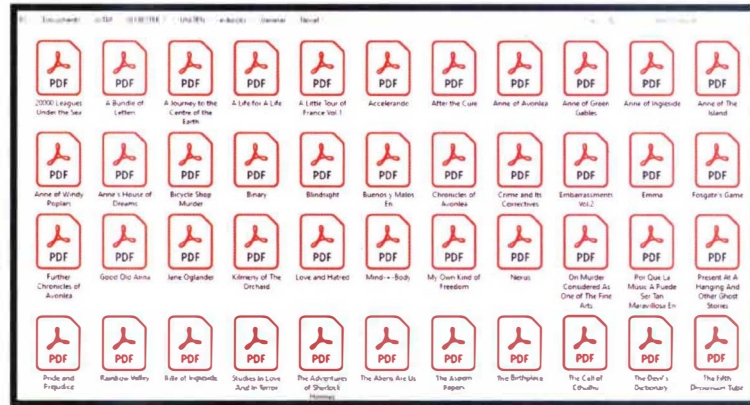 PDF PDF PDF PDF PDF PDF PDF PDF PDF PDF PDF
20000 Leagues A Bundle of A Journey to the A Life for A Life A Little Tour of Accelerando After the Cure Anne of Avonlea Anne of Green Anne of Ingleside Anne of The
Under the Sea Letters Centre of the France Vol 1 Gables Island
Earth
PDF PDF PDF PDF PDF PDF PDF PDF PDF PDF PDF
Anne of Windy Anne's House of Bicycle Shop Binary Blindsight Buenos y Malos Chronicles of Crime and Its Embarrassments Emma Fosgate's Game
Poplars Dreams Murder En Avonlea Correctives Vol.2
PDF PDF PDF PDF PDF PDF PDF PDF PDF PDF PDF
Further Good Old Anna Jane Oglander Kilmeny of The Love and Hatred Mind-+-Body My Own Kind of Nexus On Murder Por Que La Present At A
Chronicles of Orchard Freedom Considered As Music A Puede Hanging And
Avonlea One of The Fine Ser Tan Other Ghost
Arts Maravillosa En Stories
PDF PDF PDF PDF PDF PDF PDF PDF PDF PDF PDF
Pride and Rainbow Valley Rilla of Ingleside Studies In Love The Adventures The Aliens Are Us The Aspern The Birthplace The Call of The Devil's The Fifth
Prejudice And In Terror of Sherlock Papers Cthulhu Dictionary Dimension Tube
Holmes